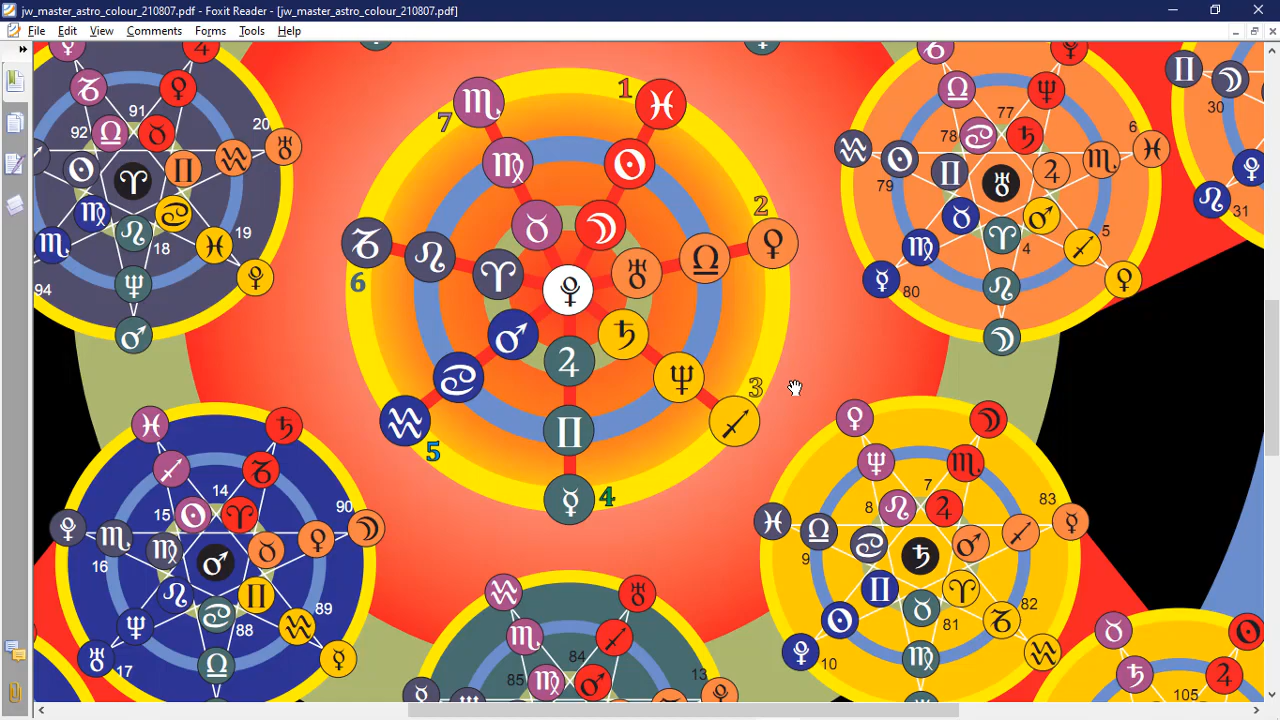 jw_master_astro_colour_210807.pdf - Foxit Reader - [jw_master_astro_colour_210807.pdf]
File Edit View Comments Forms Tools Help
♀ ♃ ♑ ♀ 91 92 ♎ ♉ 20 ♅ ☉ ♊ ♒ ♈ ♍ ♋ ♏ ♌ 18 ♓ 19 94 ♆ ♇ ♂
7 ♏ 1 ♓ ♍ ☉ 2 ♀ ♉ ☽ ♑ ♌ ♎ 6 ♈ ♅ ♇ ♂ ♄ ♃ ♋ ♆ 3 ♒ ♊ ♐ 5 ☿ 4
♑ ♇ ♎ ♆ 77 78 ♋ ♄ 6 ♒ ☉ ♏ ♓ 79 ♊ ♃ ♅ ♉ ♂ 5 ♍ ♈ 4 ♐ ☿ 80 ♌ ♀ ☽
♊ ☽ 30 ♇ ♌ 31
♓ ♄ ♐ ♑ 14 15 ☉ ♈ 90 ♇ ♏ ♍ ♉ ♀ ☽ 16 ♂ ♌ ♊ 89 ♆ ♋ 88 ♒ ♅ 17 ♎ ☿
♒ ♅ ♏ ♐ 84 85 ♍ ♂ 13 ☿ ♆ ♇
♀ ☽ ♆ ♏ 7 8 ♌ ♃ 83 ♓ ♎ ♐ ☿ 9 ♋ ♂ ♄ ♊ ♈ 82 ☉ ♉ 81 ♑ ♇ 10 ♍ ♒
♉ ☉ ♄ ♃ 105